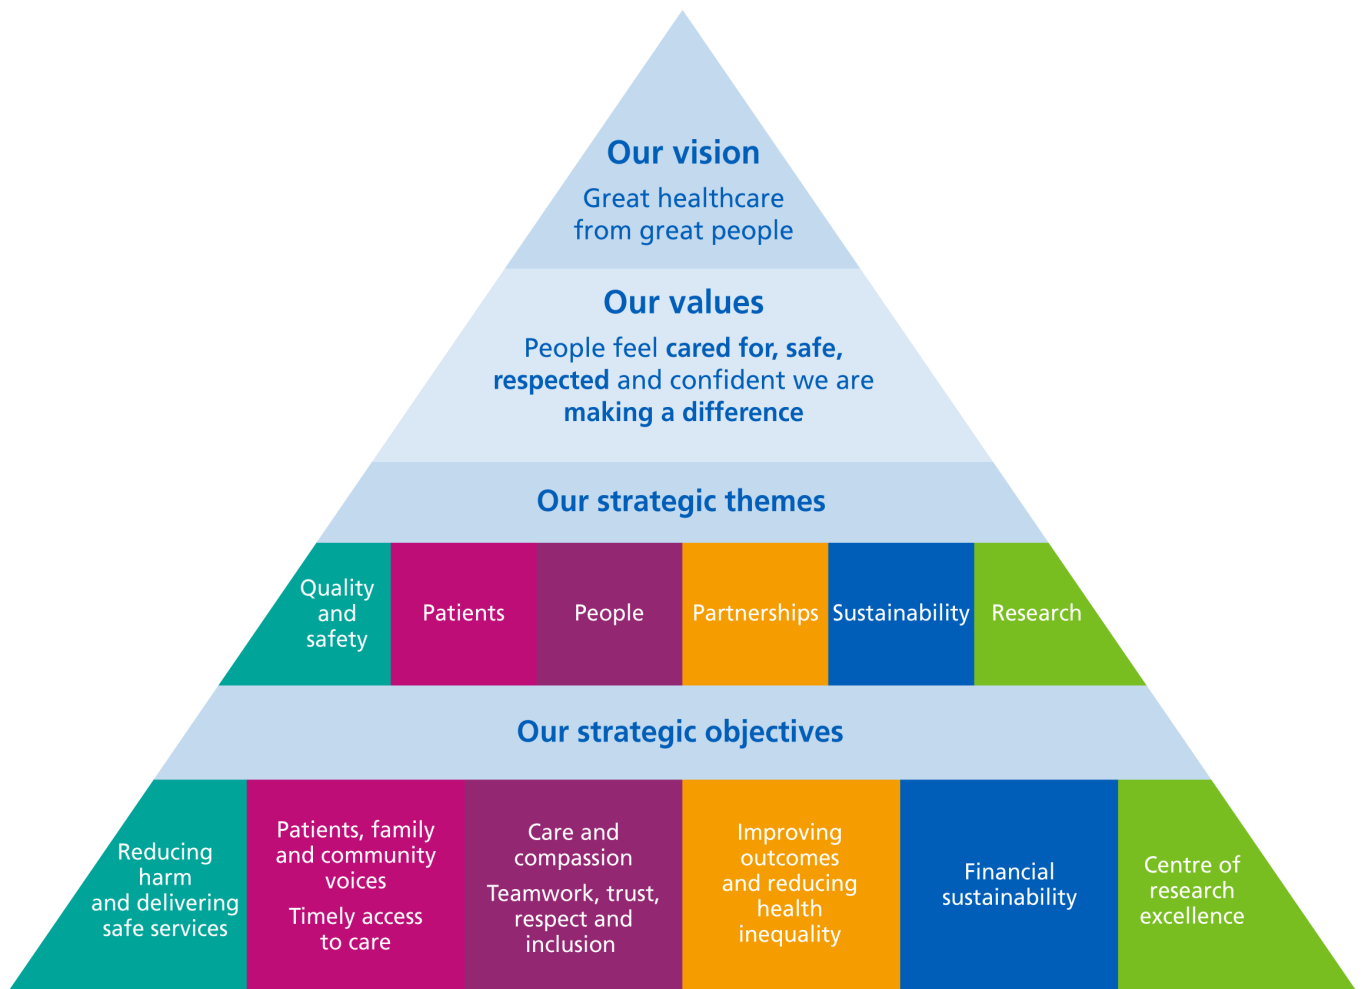 Our vision
Great healthcare
from great people
Our values
People feel cared for, safe,
respected and confident we are
making a difference
Our strategic themes
Quality
and
safety
Patients
People
Partnerships
Sustainability
Research
Our strategic objectives
Reducing
harm
and delivering
safe services
Patients, family
and community
voices
Timely access
to care
Care and
compassion
Teamwork, trust,
respect and
inclusion
Improving
outcomes
and reducing
health
inequality
Financial
sustainability
Centre of
research
excellence